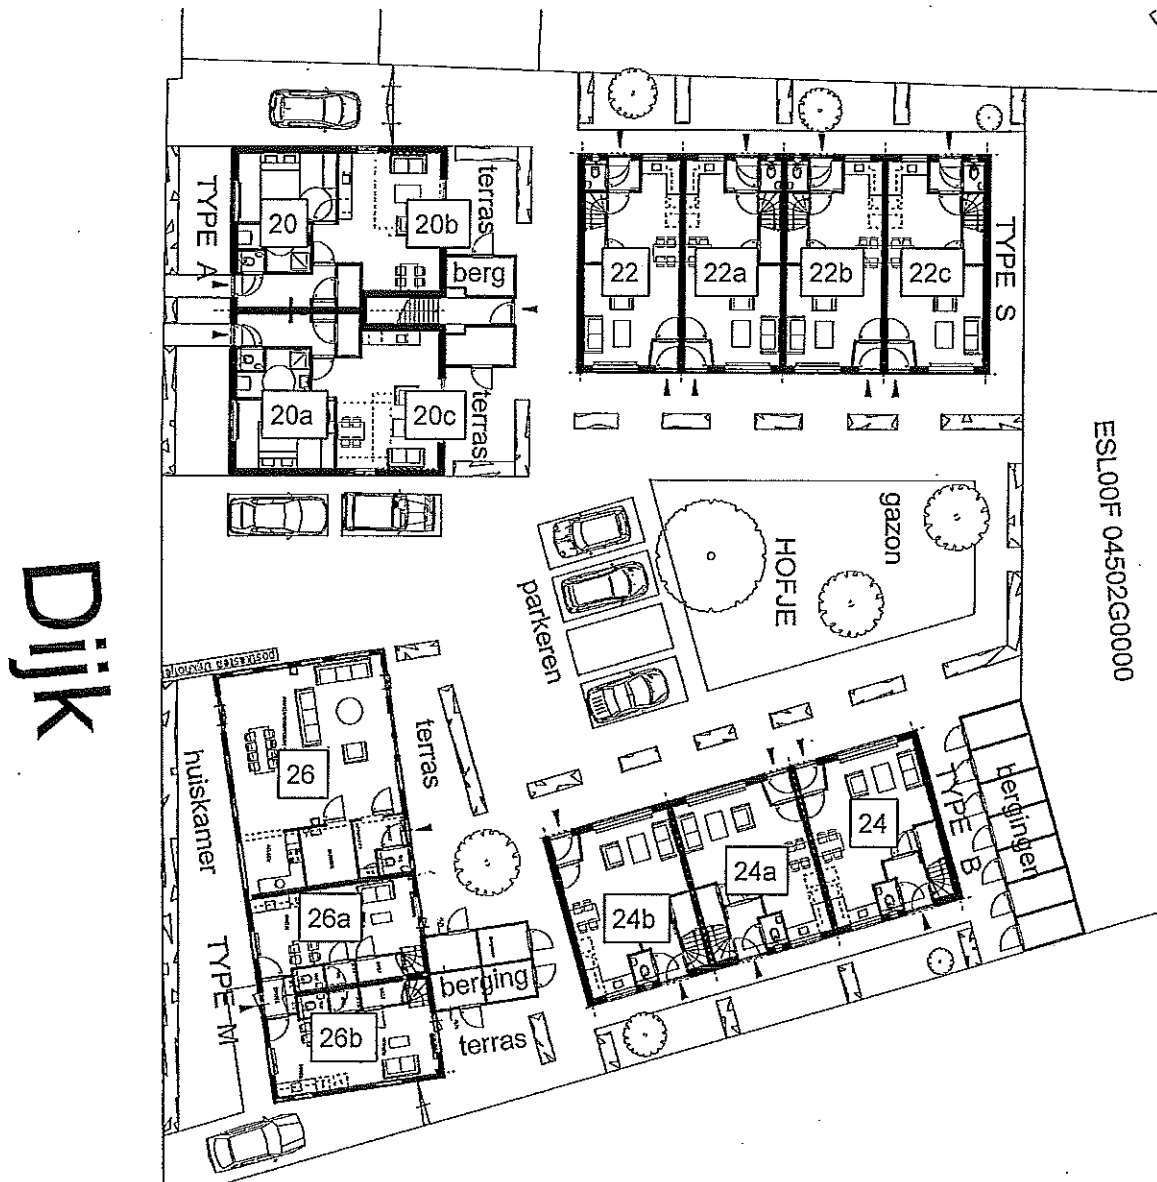 terras
TYPE A
20
20b
berg
20a
20c
terras
22
22a
22b
22c
TYPE S
ESL00F 04502G0000
gazon
HOFJE
parkeren
Dijk
postkasten
huiskamer
26
terras
26a
TYPE M
26b
berging
terras
24
24a
24b
TYPE B
bergingen